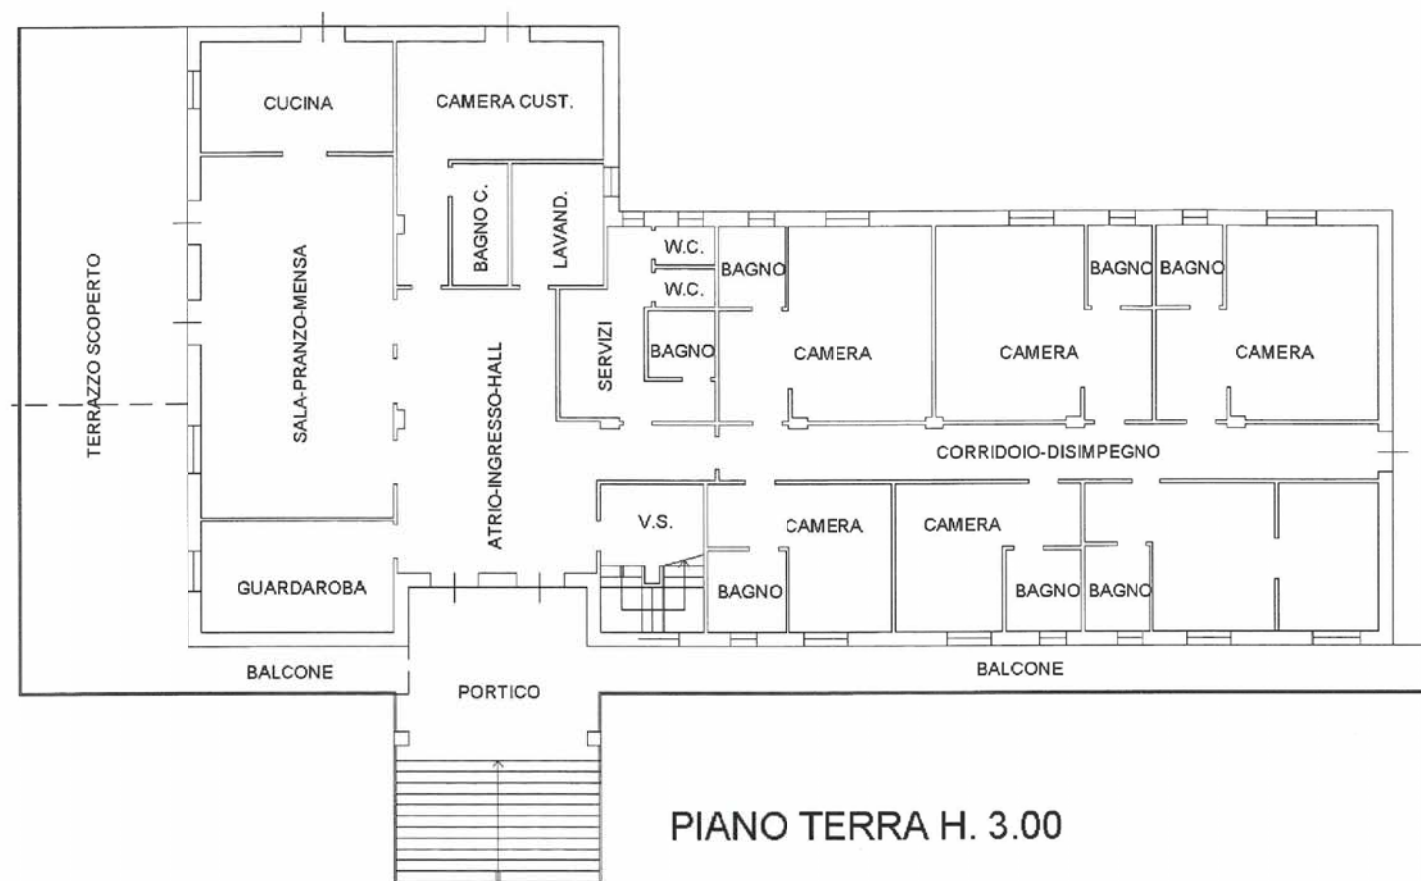 CUCINA
CAMERA CUST.
BAGNO C.
LAVAND.
W.C.
W.C.
BAGNO
BAGNO
BAGNO
BAGNO
TERRAZZO SCOPERTO
SALA-PRANZO-MENSA
ATRIO-INGRESSO-HALL
SERVIZI
CAMERA
CAMERA
CAMERA
CORRIDOIO-DISIMPEGNO
V.S.
CAMERA
CAMERA
GUARDAROBA
BAGNO
BAGNO
BAGNO
BALCONE
PORTICO
BALCONE
PIANO TERRA H. 3.00